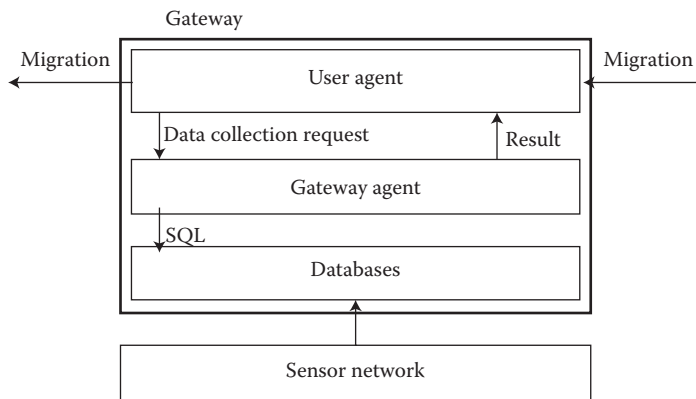 Gateway
Migration
Migration
User agent
Data collection request
Result
Gateway agent
SQL
Databases
Sensor network